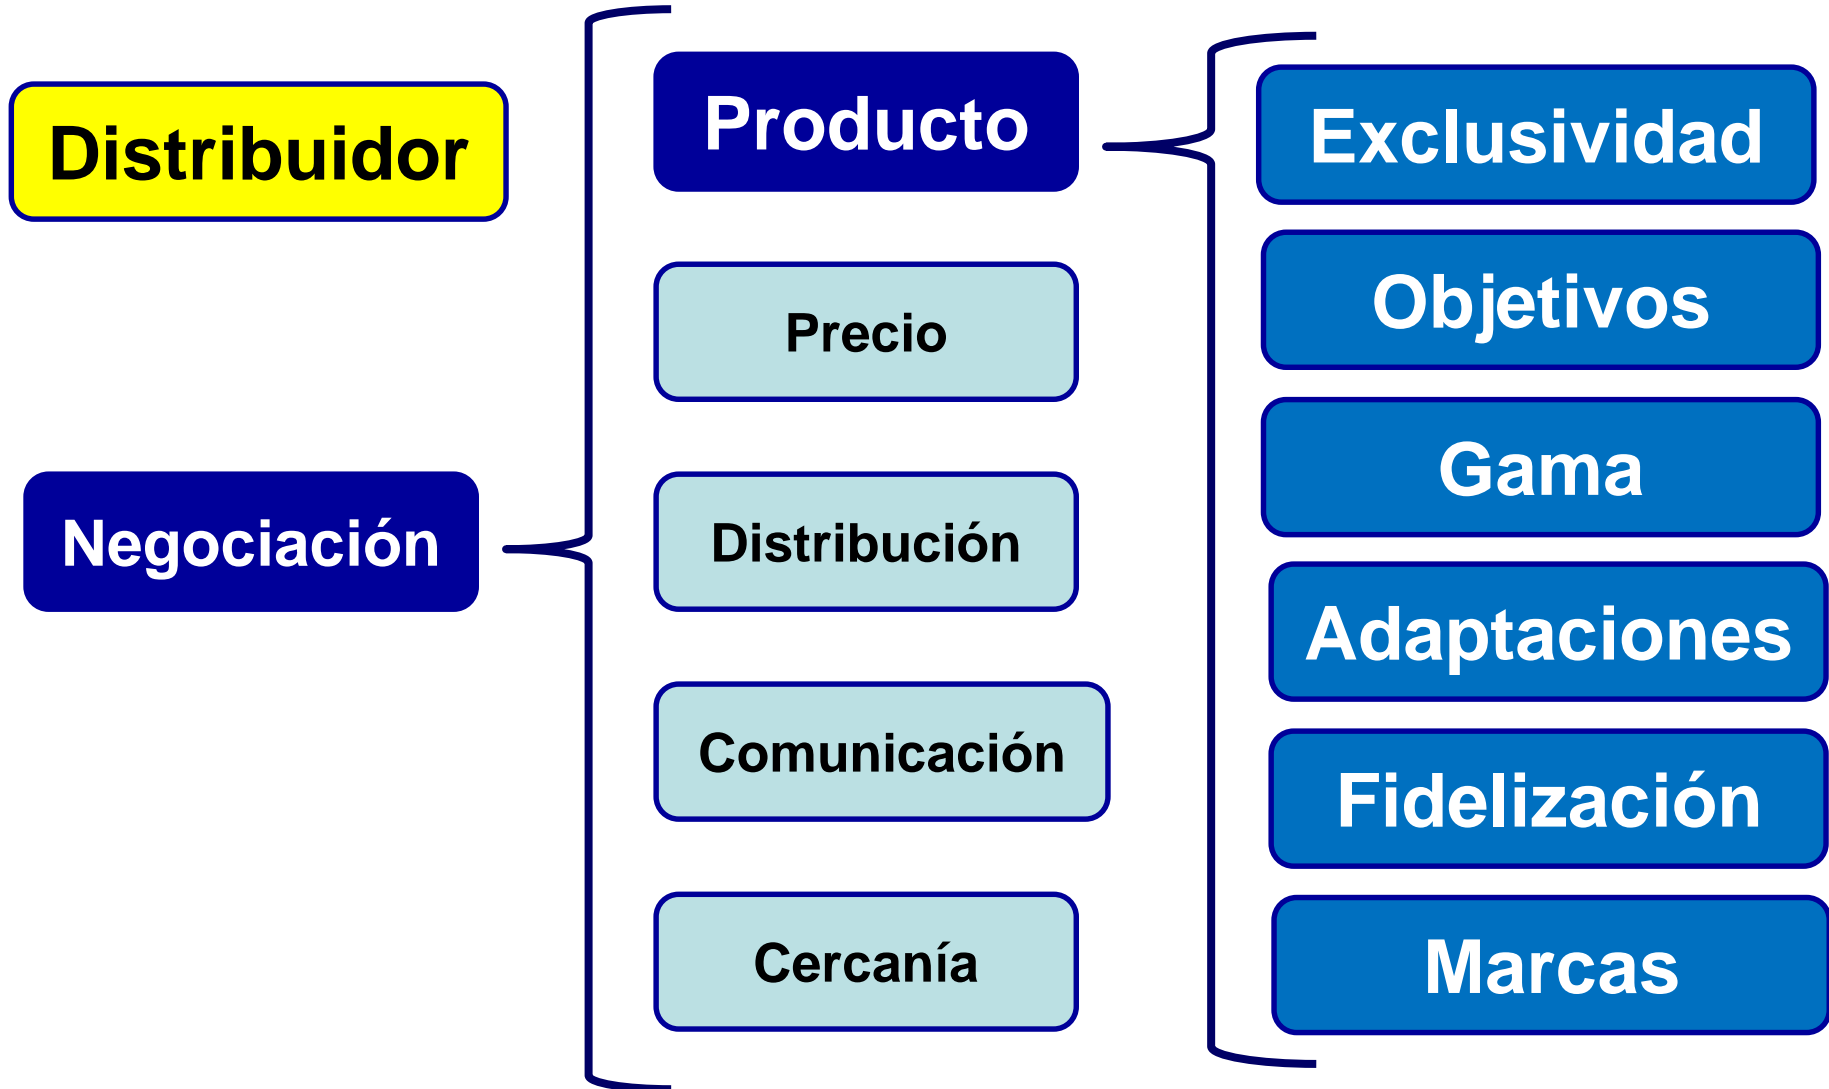 Distribuidor
Negociación
Producto
Precio
Distribución
Comunicación
Cercanía
Exclusividad
Objetivos
Gama
Adaptaciones
Fidelización
Marcas